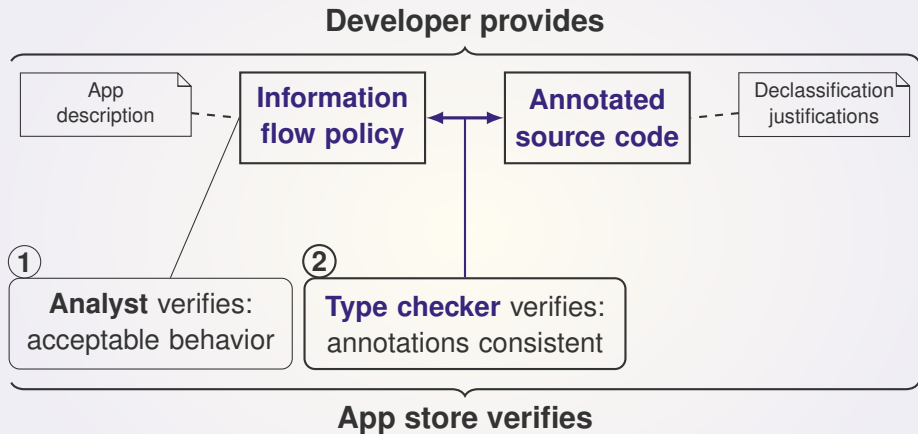 Developer provides
App
description
Information
flow policy
Annotated
source code
Declassification
justifications
1
Analyst verifies:
acceptable behavior
2
Type checker verifies:
annotations consistent
App store verifies